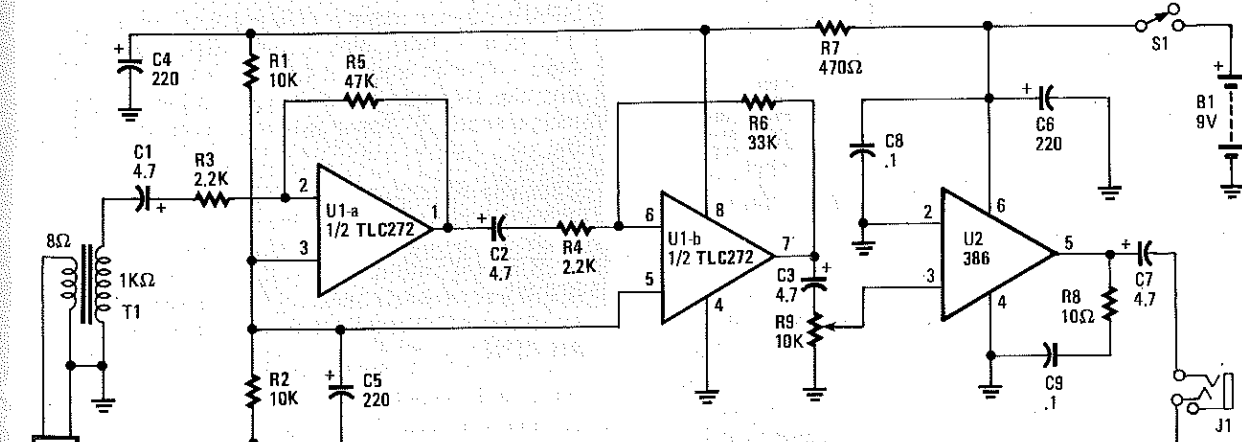 C4
220
R1
10K
R5
47K
R7
470Ω
S1
+
B1
9V
C1
4.7
+
R3
2.2K
2
3
U1-a
1/2 TLC272
1
8Ω
1KΩ
T1
+
C2
4.7
R4
2.2K
R6
33K
6
5
U1-b
1/2 TLC272
8
7
4
+
C3
4.7
R9
10K
C8
.1
+
C6
220
2
3
U2
386
6
5
4
+
C7
4.7
R8
10Ω
C9
.1
R2
10K
+
C5
220
J1
+